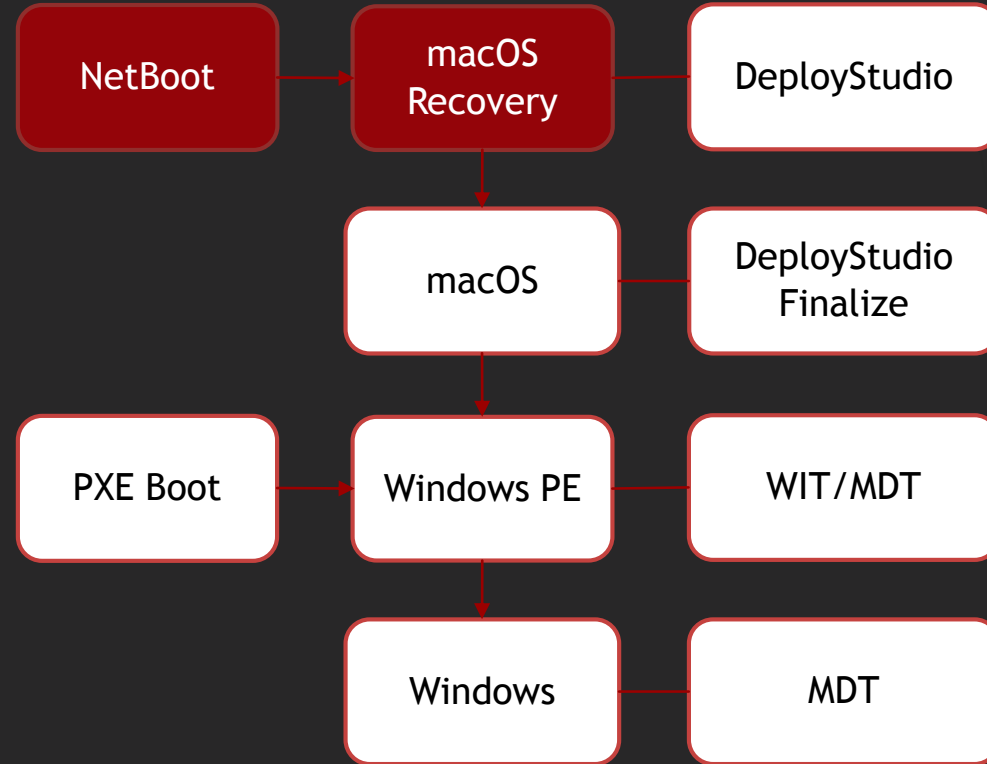 NetBoot
macOS
Recovery
DeployStudio
macOS
DeployStudio
Finalize
PXE Boot
Windows PE
WIT/MDT
Windows
MDT